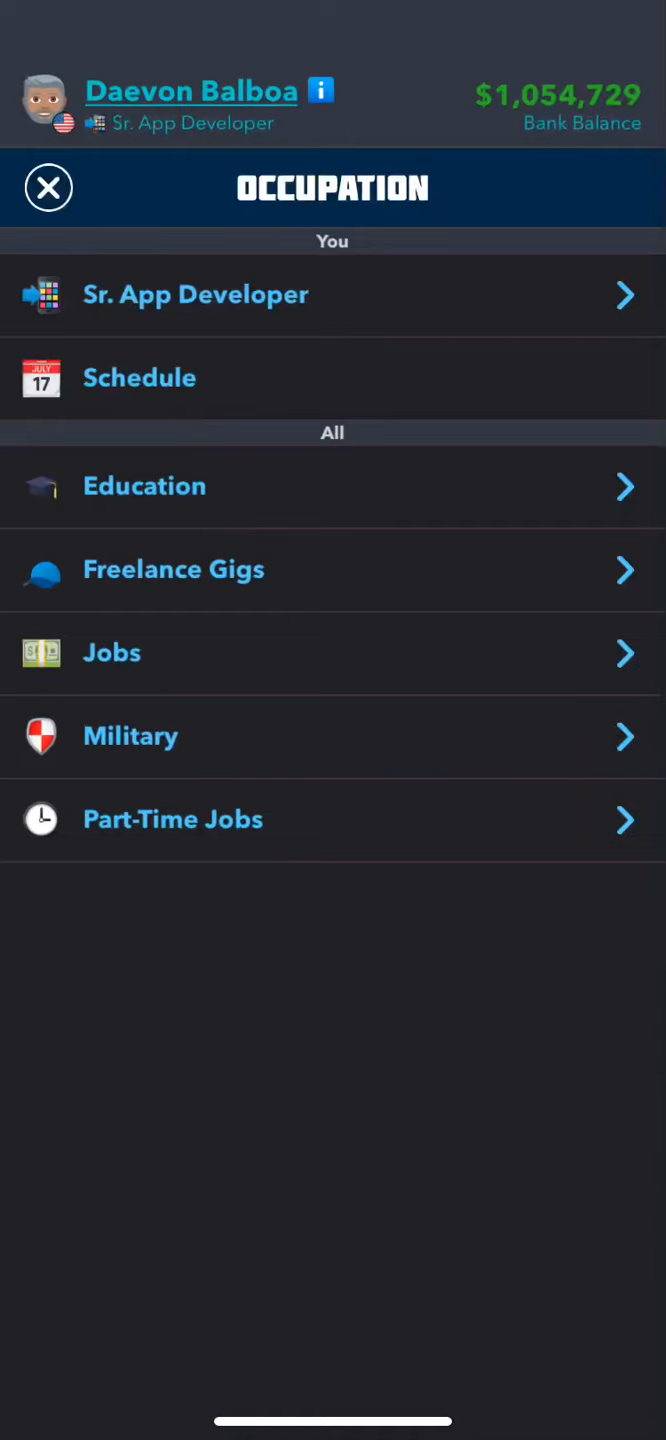 Daevon Balboa
$1,054,729
Sr. App Developer
Bank Balance
OCCUPATION
You
Sr. App Developer
JULY
17
Schedule
All
Education
Freelance Gigs
Jobs
Military
Part-Time Jobs